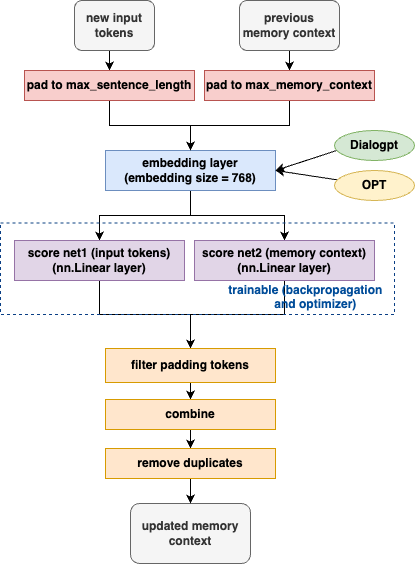 new input
tokens
previous
memory context
pad to max_sentence_length
pad to max_memory_context
Dialogpt
embedding layer
(embedding size = 768)
OPT
score net1 (input tokens)
(nn.Linear layer)
score net2 (memory context)
(nn.Linear layer)
trainable (backpropagation
and optimizer)
filter padding tokens
combine
remove duplicates
updated memory
context